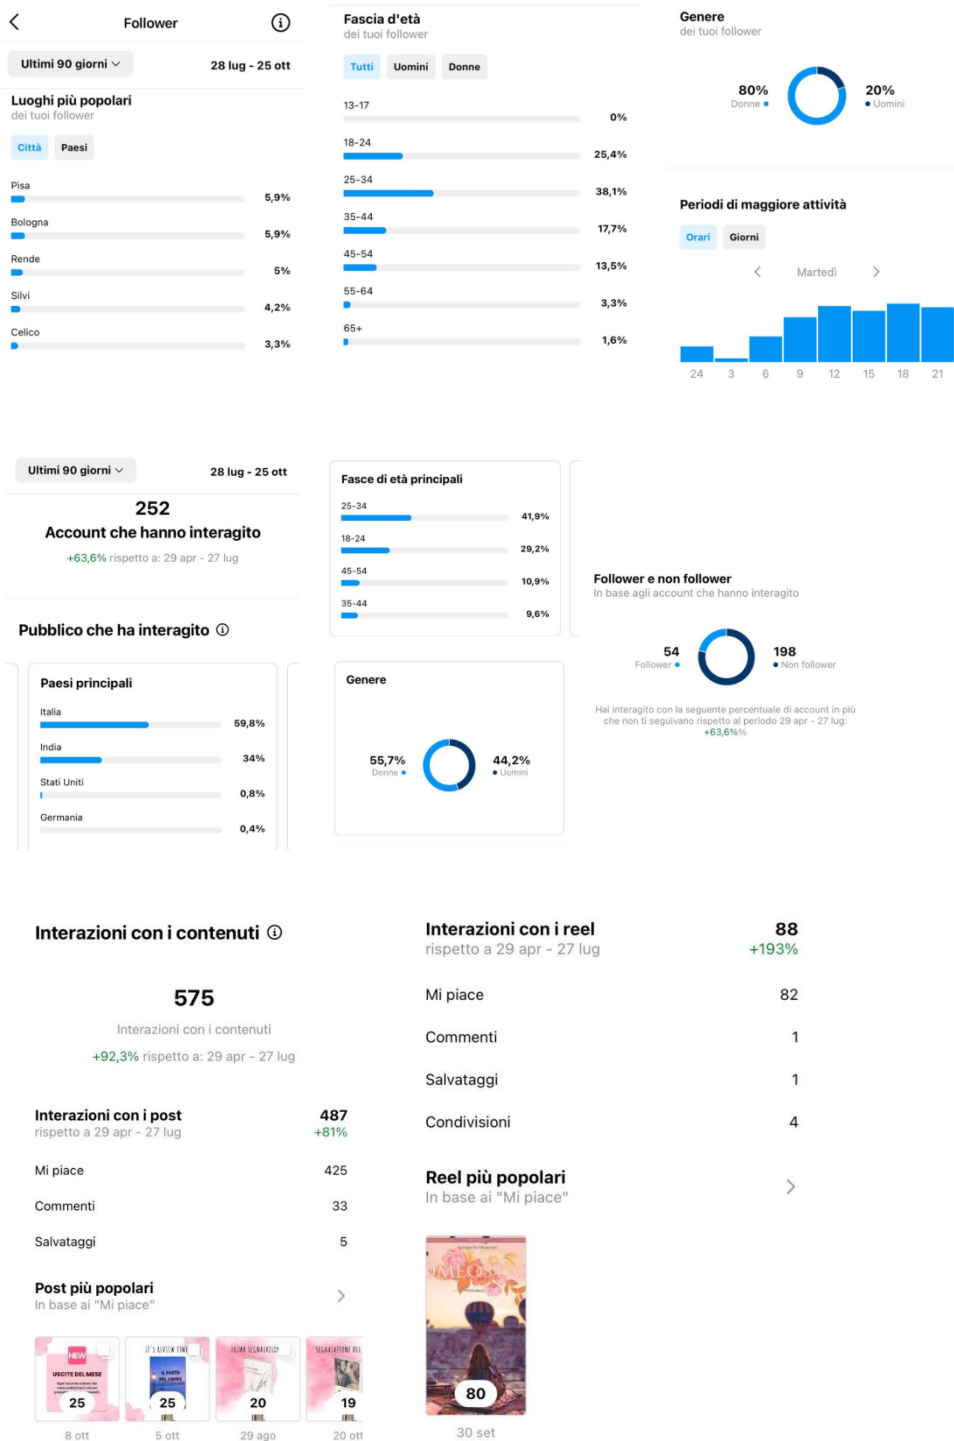 Follower
Ultimi 90 giorni
28 lug - 25 ott
Luoghi più popolari
dei tuoi follower
Città
Paesi
Pisa
5,9%
Bologna
5,9%
Rende
5%
Silvi
4,2%
Celico
3,3%
Fascia d'età
dei tuoi follower
Tutti
Uomini
Donne
13-17
0%
18-24
25,4%
25-34
38,1%
35-44
17,7%
45-54
13,5%
55-64
3,3%
65+
1,6%
Genere
dei tuoi follower
80%
Donne
20%
Uomini
Periodi di maggiore attività
Orari
Giorni
Martedì
24 3 6 9 12 15 18 21
Ultimi 90 giorni
28 lug - 25 ott
252
Account che hanno interagito
+63,6% rispetto a: 29 apr - 27 lug
Pubblico che ha interagito
Paesi principali
Italia
59,8%
India
34%
Stati Uniti
0,8%
Germania
0,4%
Fasce di età principali
25-34
41,9%
18-24
29,2%
45-54
10,9%
35-44
9,6%
Genere
55,7%
Donne
44,2%
Uomini
Follower e non follower
In base agli account che hanno interagito
54
Follower
198
Non follower
Hai interagito con la seguente percentuale di account in più
che non ti seguivano rispetto al periodo 29 apr - 27 lug:
+63,6%%
Interazioni con i contenuti
575
Interazioni con i contenuti
+92,3% rispetto a: 29 apr - 27 lug
Interazioni con i post
487
rispetto a 29 apr - 27 lug
+81%
Mi piace
425
Commenti
33
Salvataggi
5
Post più popolari
In base ai "Mi piace"
NEW
USCITE DEL MESE
25
8 ott
IT'S REVIEW TIME
IL POSTO
DEL CUORE
25
5 ott
PRIMA SEGNALAZIO
20
29 ago
SEGNALAZIONE DEL
19
20 ott
Interazioni con i reel
88
rispetto a 29 apr - 27 lug
+193%
Mi piace
82
Commenti
1
Salvataggi
1
Condivisioni
4
Reel più popolari
In base ai "Mi piace"
80
30 set